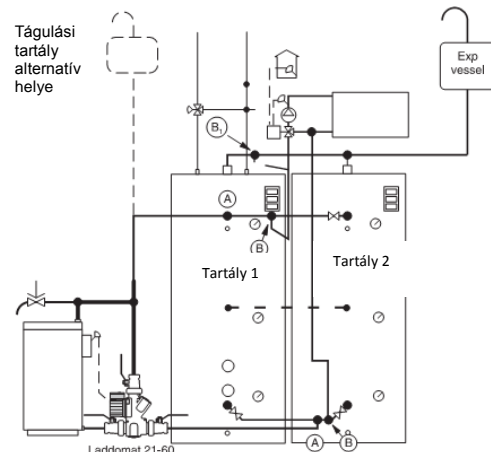 Tágulási
tartály
alternatív
helye
Exp
vessel
B1
A
B
Tartály 1
Tartály 2
A
B
Laddomat 21-60